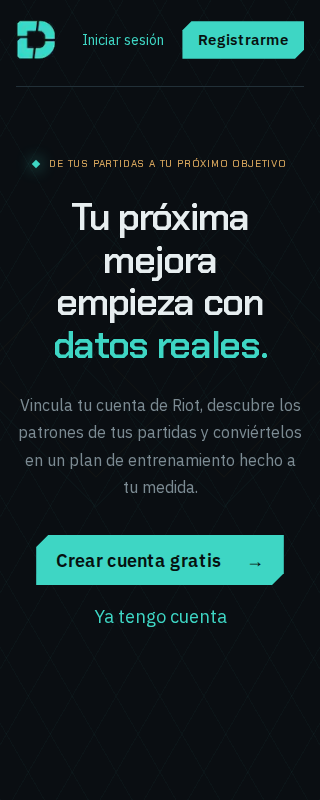 Iniciar sesión
Registrarme
DE TUS PARTIDAS A TU PRÓXIMO OBJETIVO
Tu próxima
mejora
empieza con
datos reales.
Vincula tu cuenta de Riot, descubre los
patrones de tus partidas y conviértelos
en un plan de entrenamiento hecho a
tu medida.
Crear cuenta gratis →
Ya tengo cuenta